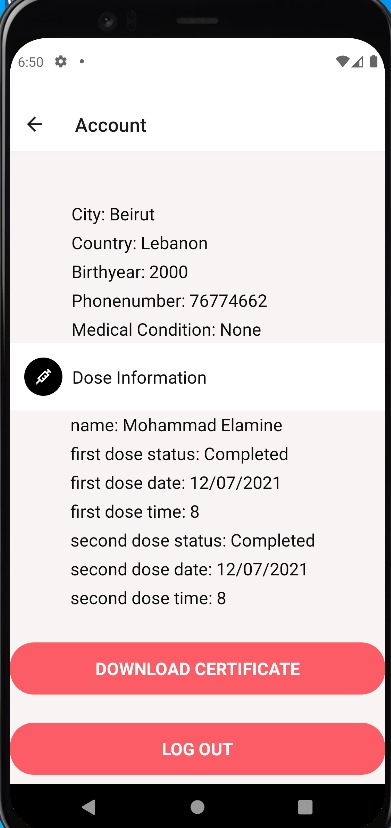 6:50
Account
City: Beirut
Country: Lebanon
Birthyear: 2000
Phonenumber: 76774662
Medical Condition: None
Dose Information
name: Mohammad Elamine
first dose status: Completed
first dose date: 12/07/2021
first dose time: 8
second dose status: Completed
second dose date: 12/07/2021
second dose time: 8
DOWNLOAD CERTIFICATE
LOG OUT